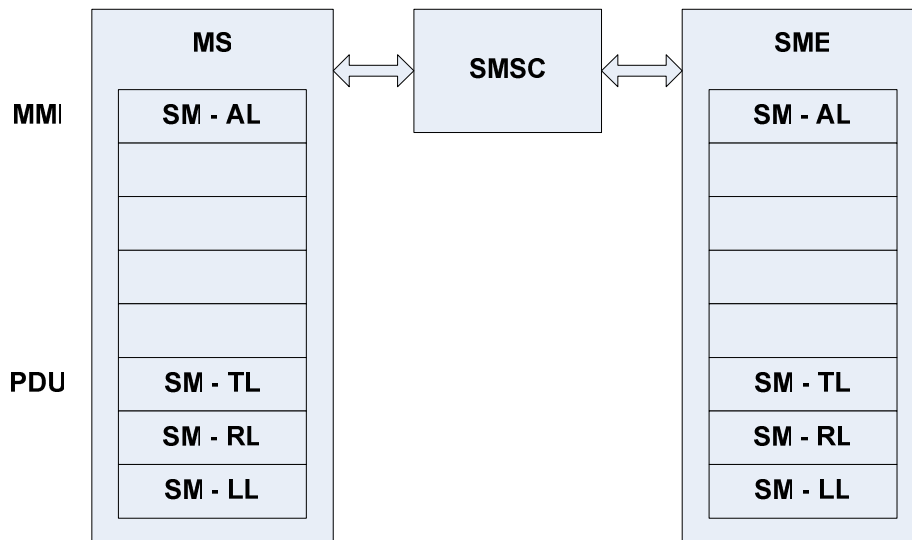 MS
SMSC
SME
MMI
SM - AL
SM - AL
PDU
SM - TL
SM - TL
SM - RL
SM - RL
SM - LL
SM - LL